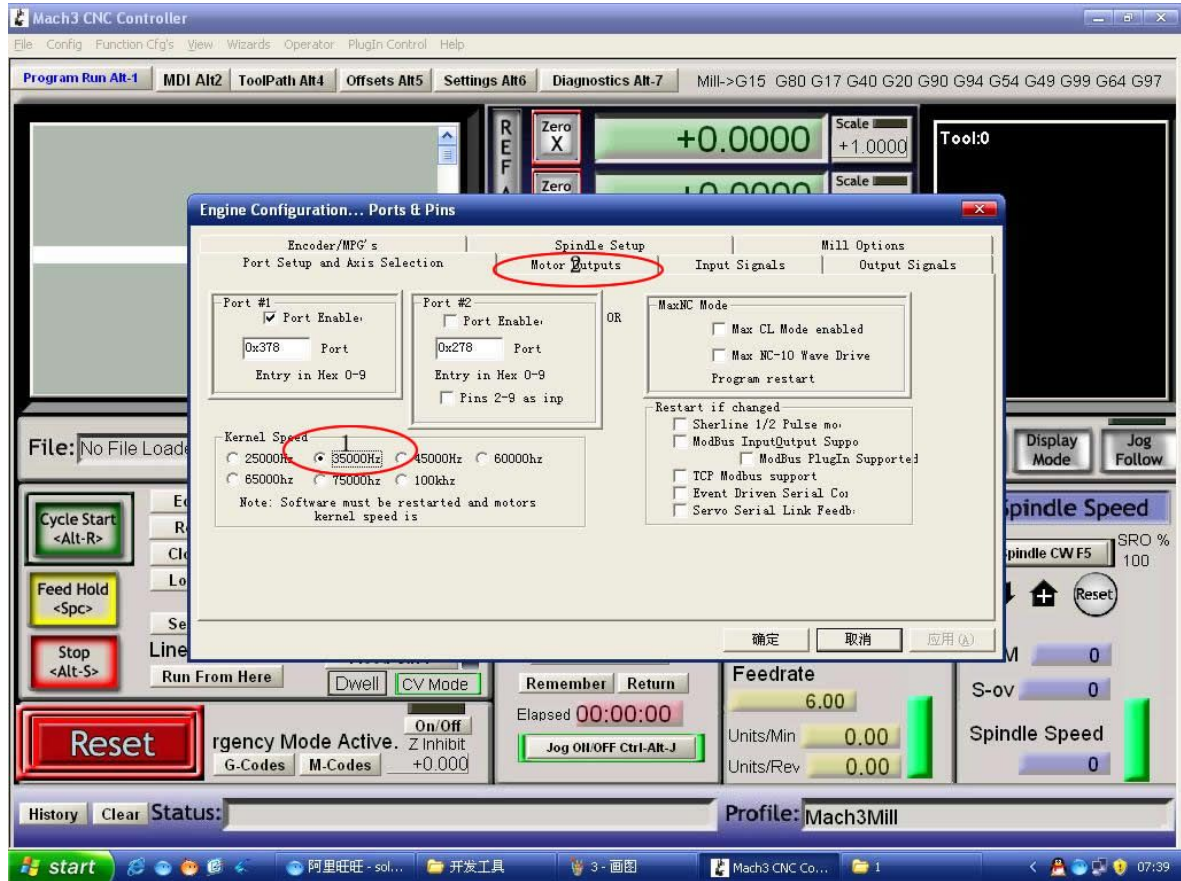 Mach3 CNC Controller
File Config Function Cfg's View Wizards Operator PlugIn Control Help
Program Run Alt-1 MDI Alt2 ToolPath Alt4 Offsets Alt5 Settings Alt6 Diagnostics Alt-7 Mill->G15 G80 G17 G40 G20 G90 G94 G54 G49 G99 G64 G97
R
E
F
Zero
X
+0.0000
Scale
+1.0000
Tool:0
Zero
Scale
Engine Configuration... Ports & Pins
Encoder/MPG's Spindle Setup Mill Options
Port Setup and Axis Selection Motor Outputs Input Signals Output Signals
2
Port #1
Port Enable
0x378 Port
Entry in Hex 0-9
Port #2
Port Enable
0x278 Port
Entry in Hex 0-9
Pins 2-9 as inp
OR
MaxNC Mode
Max CL Mode enabled
Max NC-10 Wave Drive
Program restart
Kernel Speed
1
25000Hz 35000Hz 45000Hz 60000hz
65000hz 75000hz 100khz
Note: Software must be restarted and motors
kernel speed is
Restart if changed
Sherline 1/2 Pulse mo
ModBus InputOutput Suppo
ModBus PlugIn Supported
TCP Modbus support
Event Driven Serial Co
Servo Serial Link Feedb
确定 取消 应用(A)
File: No File Loade
Display
Mode
Jog
Follow
Cycle Start
<Alt-R>
Feed Hold
<Spc>
Stop
<Alt-S>
Ed
R
Clo
Lo
Se
Line
Run From Here
Dwell CV Mode
Remember Return
Elapsed 00:00:00
Jog ON/OFF Ctrl-Alt-J
Feedrate
6.00
Units/Min 0.00
Units/Rev 0.00
pindle Speed
pindle CW F5
SRO %
100
Reset
M 0
S-ov 0
Spindle Speed
0
Reset
rgency Mode Active.
G-Codes M-Codes
On/Off
Z Inhibit
+0.000
History Clear Status:
Profile: Mach3Mill
start 阿里旺旺 - sol... 开发工具 3 - 画图 Mach3 CNC Co... 1 07:39